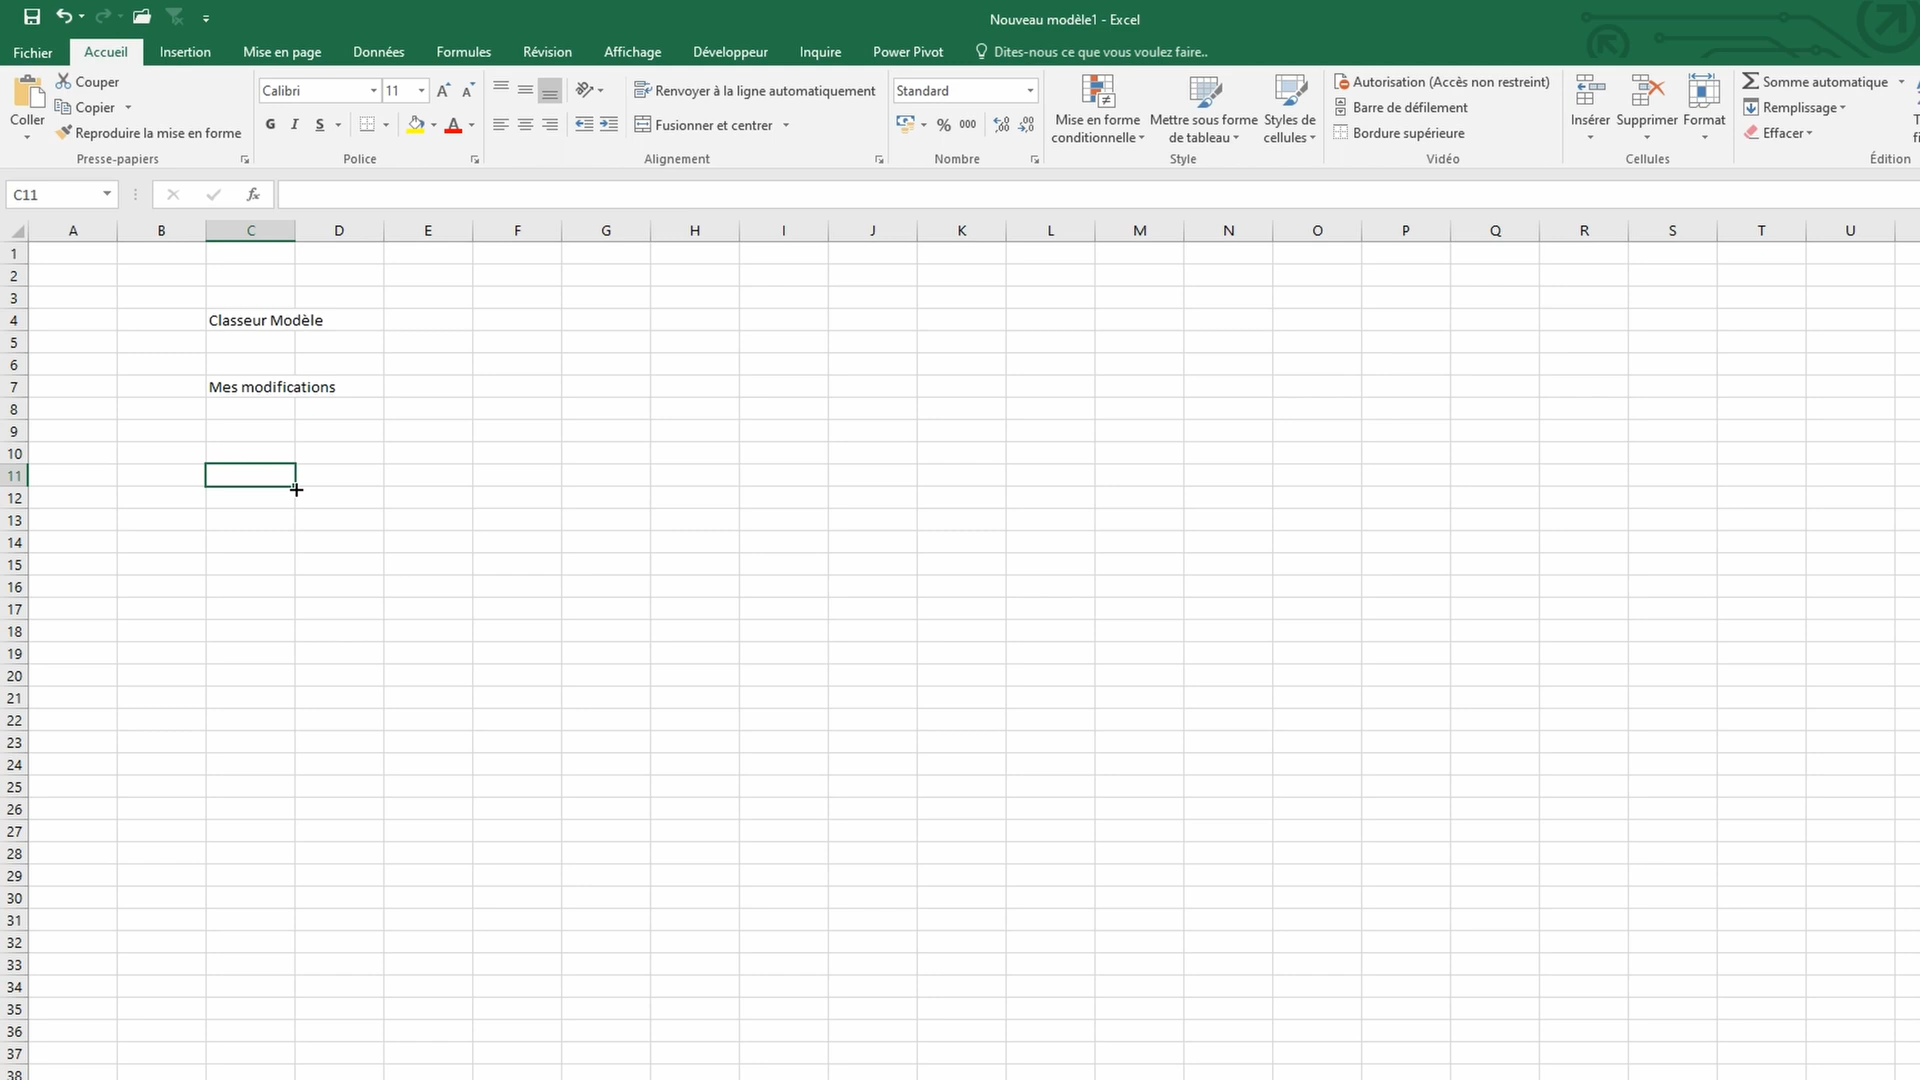 Nouveau modèle1 - Excel
Fichier Accueil Insertion Mise en page Données Formules Révision Affichage Développeur Inquire Power Pivot Dites-nous ce que vous voulez faire..
Coller
Couper
Copier
Reproduire la mise en forme
Presse-papiers
Calibri 11
G I S
Police
Renvoyer à la ligne automatiquement
Fusionner et centrer
Alignement
Standard
% 000
Nombre
Mise en forme conditionnelle
Mettre sous forme de tableau
Styles de cellules
Style
Autorisation (Accès non restreint)
Barre de défilement
Bordure supérieure
Vidéo
Insérer Supprimer Format
Cellules
Somme automatique
Remplissage
Effacer
Édition
C11 fx
A B C D E F G H I J K L M N O P Q R S T U
1
2
3
4 Classeur Modèle
5
6
7 Mes modifications
8
9
10
11
12
13
14
15
16
17
18
19
20
21
22
23
24
25
26
27
28
29
30
31
32
33
34
35
36
37
38